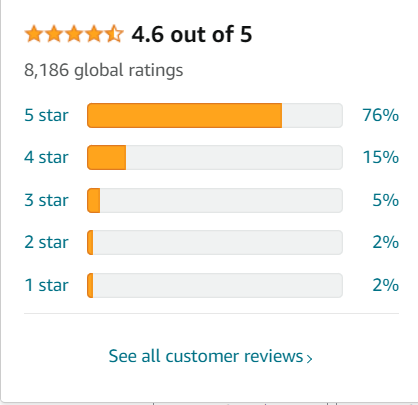 4.6 out of 5
8,186 global ratings
5 star 76%
4 star 15%
3 star 5%
2 star 2%
1 star 2%
See all customer reviews ›